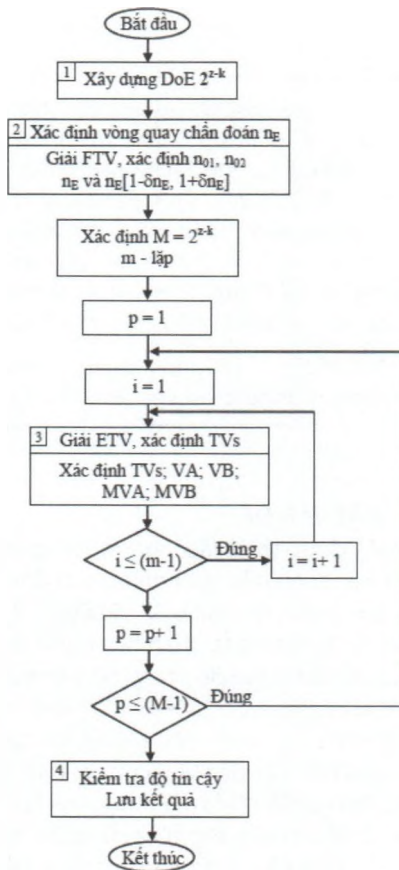 Bắt đầu
1 Xây dựng DoE 2^z-k
2 Xác định vòng quay chẩn đoán nE
Giải FTV, xác định n01, n02
nE và nE[1-δnE, 1+δnE]
Xác định M = 2^z-k
m - lặp
p = 1
i = 1
3 Giải ETV, xác định TVs
Xác định TVs; VA; VB;
MVA; MVB
i ≤ (m-1)
Đúng
i = i+ 1
p = p+ 1
p ≤ (M-1)
Đúng
4 Kiểm tra độ tin cậy
Lưu kết quả
Kết thúc